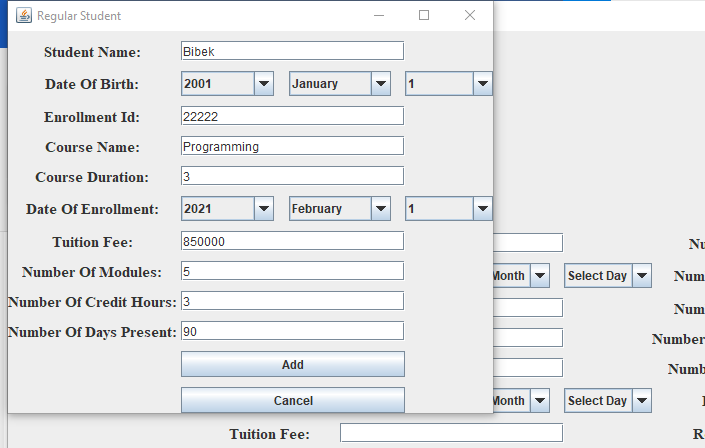 Regular Student
Student Name: Bibek
Date Of Birth: 2001 January 1
Enrollment Id: 22222
Course Name: Programming
Course Duration: 3
Date Of Enrollment: 2021 February 1
Tuition Fee: 850000
Number Of Modules: 5
Number Of Credit Hours: 3
Number Of Days Present: 90
Add
Cancel
Month Select Day Num
Num
Number
Numb
Month Select Day
Tuition Fee: R